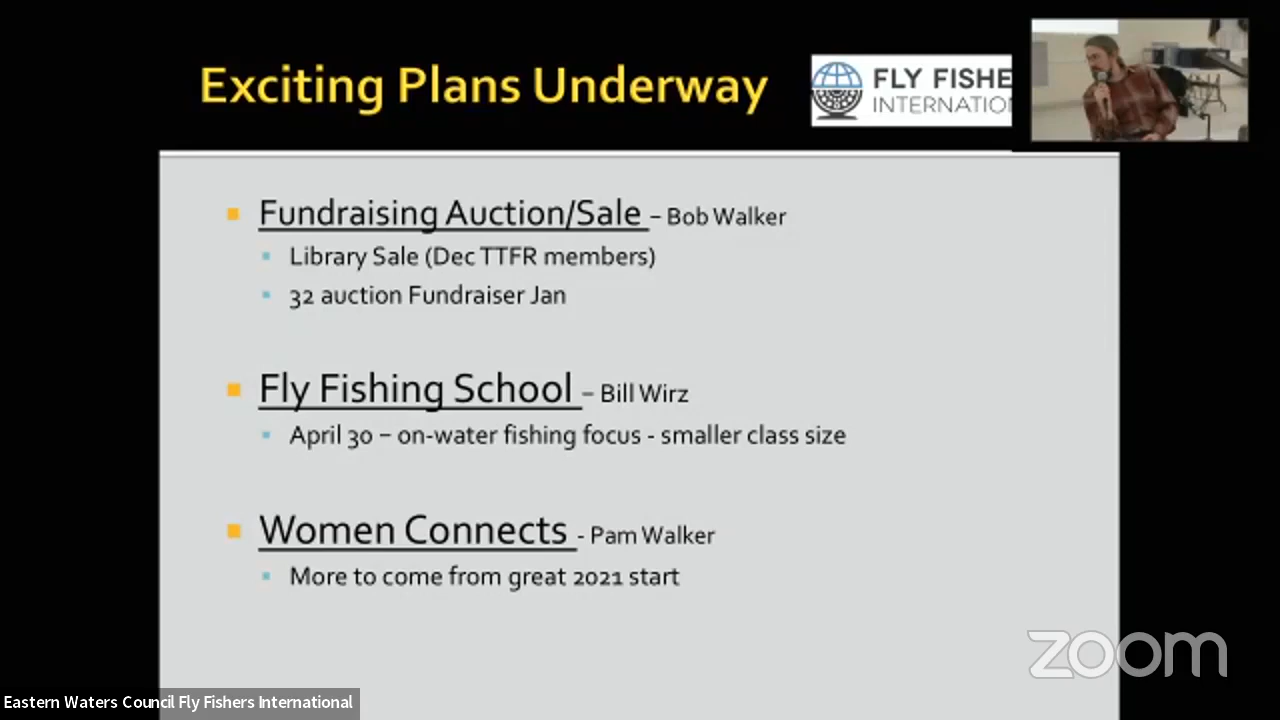 Exciting Plans Underway
FLY FISHE
INTERNATIO
Fundraising Auction/Sale – Bob Walker
Library Sale (Dec TTFR members)
32 auction Fundraiser Jan
Fly Fishing School – Bill Wirz
April 30 – on-water fishing focus - smaller class size
Women Connects - Pam Walker
More to come from great 2021 start
zoom
Eastern Waters Council Fly Fishers International